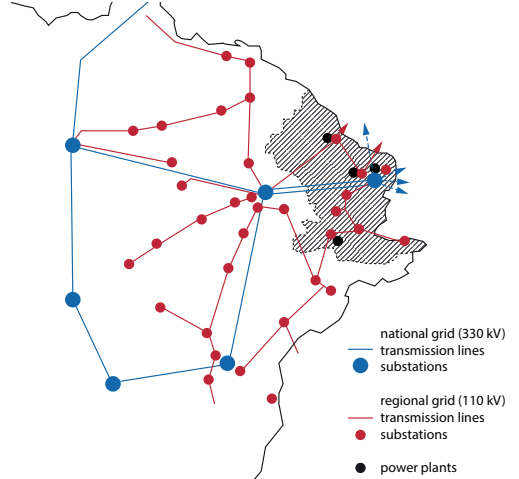 national grid (330 kV)
transmission lines
substations
regional grid (110 kV)
transmission lines
substations
power plants